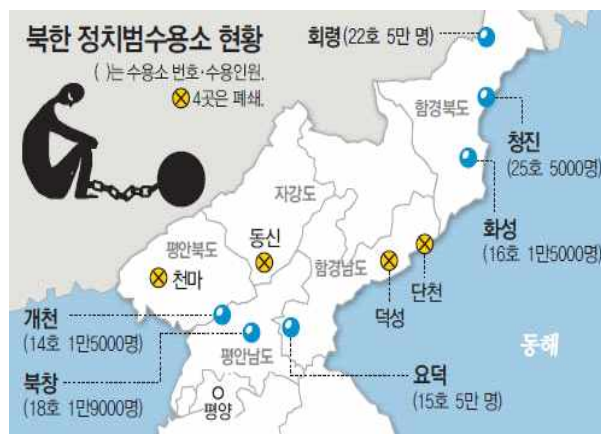 북한 정치범수용소 현황
( )는 수용소 번호·수용인원.
4곳은 폐쇄.
회령(22호 5만 명)
함경북도
청진
(25호 5000명)
자강도
화성
(16호 1만5000명)
평안북도
동신
함경남도
천마
단천
덕성
개천
(14호 1만5000명)
동해
평안남도
북창
(18호 1만9000명)
요덕
(15호 5만 명)
평양